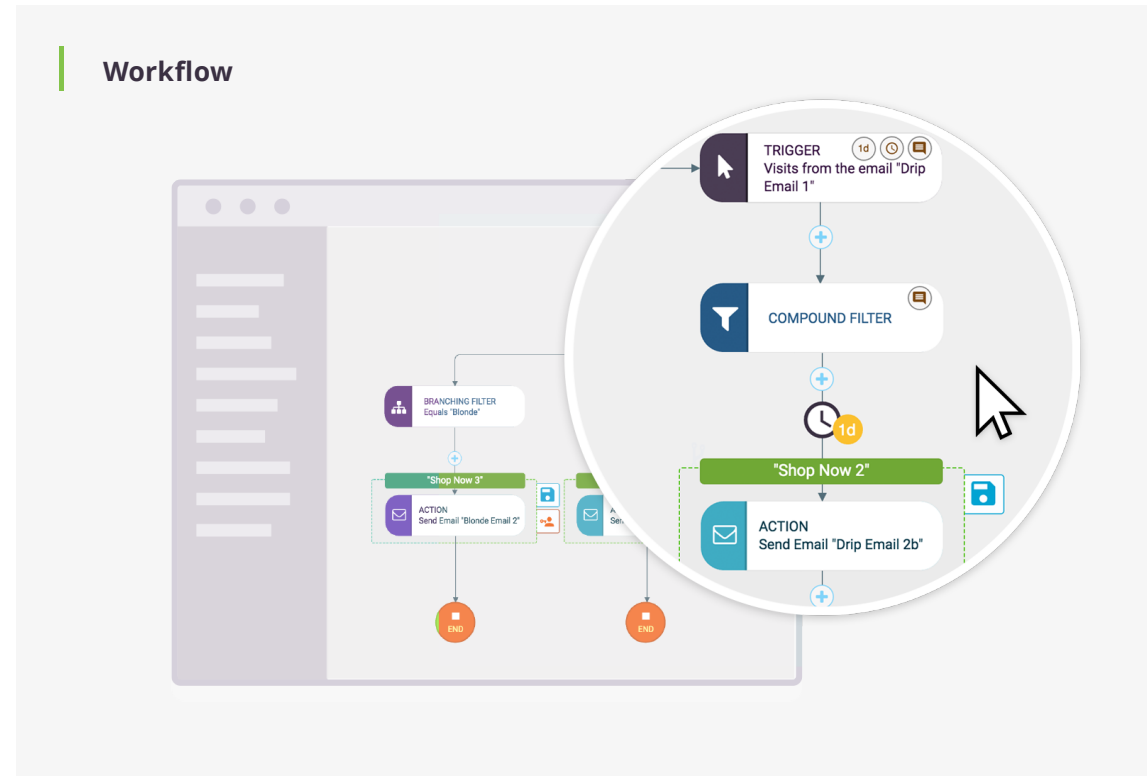 Workflow
TRIGGER
1d
Visits from the email "Drip
Email 1"
COMPOUND FILTER
1d
"Shop Now 2"
ACTION
Send Email "Drip Email 2b"
BRANCHING FILTER
Equals "Blonde"
"Shop Now 3"
ACTION
Send Email "Blonde Email 2"
END
END